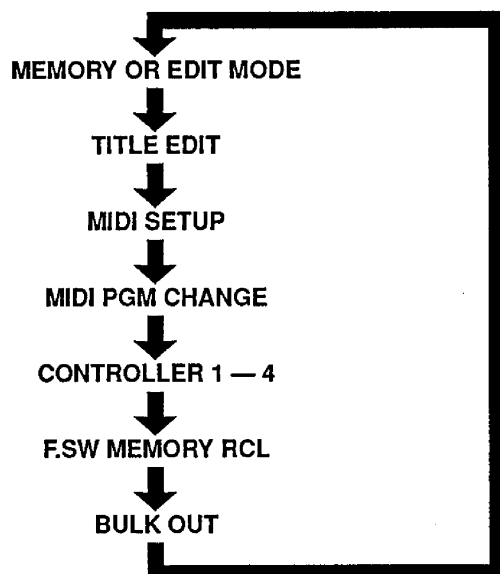 MEMORY OR EDIT MODE
TITLE EDIT
MIDI SETUP
MIDI PGM CHANGE
CONTROLLER 1 — 4
F.SW MEMORY RCL
BULK OUT